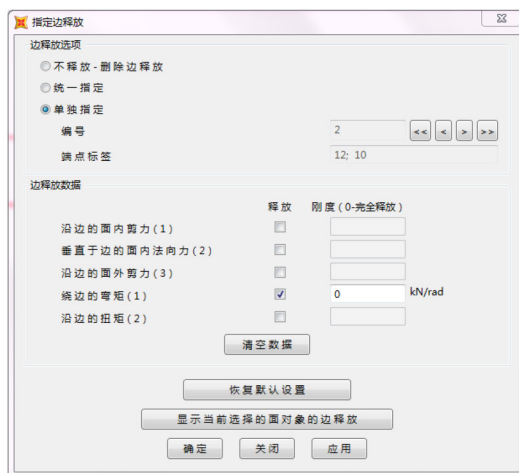 指定边释放
边释放选项
不释放-删除边释放
统一指定
单独指定
编号 2 << < > >>
端点标签 12; 10
边释放数据
释放 刚度(0-完全释放)
沿边的面内剪力(1)
垂直于边的面内法向力(2)
沿边的面外剪力(3)
绕边的弯矩(1) 0 kN/rad
沿边的扭矩(2)
清空数据
恢复默认设置
显示当前选择的面对象的边释放
确定 关闭 应用